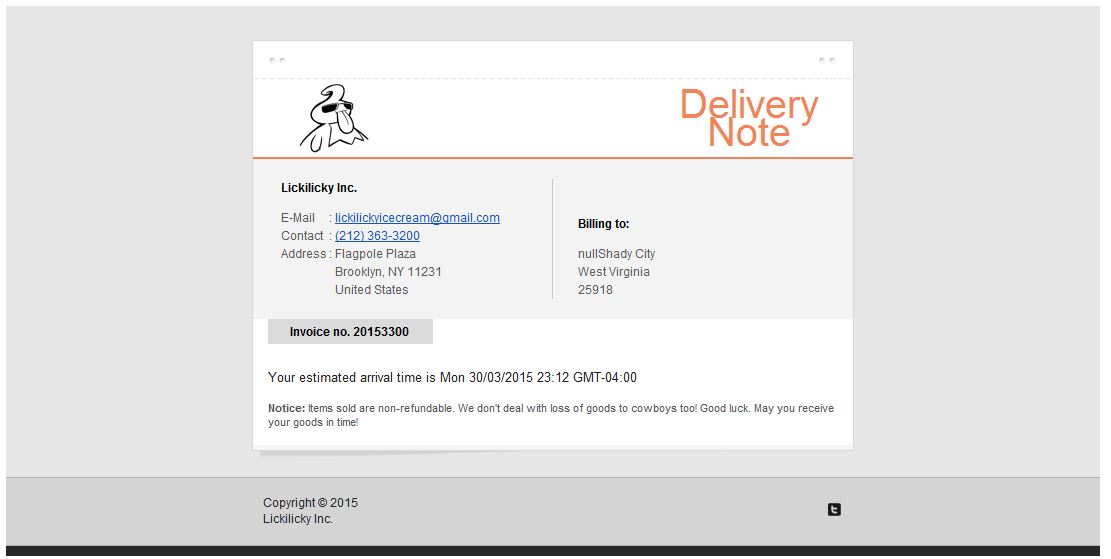 Delivery
Note
Lickilicky Inc.
E-Mail : lickilickyicecream@gmail.com
Contact : (212) 363-3200
Address : Flagpole Plaza
Brooklyn, NY 11231
United States
Billing to:
nullShady City
West Virginia
25918
Invoice no. 20153300
Your estimated arrival time is Mon 30/03/2015 23:12 GMT-04:00
Notice: Items sold are non-refundable. We don't deal with loss of goods to cowboys too! Good luck. May you receive
your goods in time!
Copyright © 2015
Lickilicky Inc.